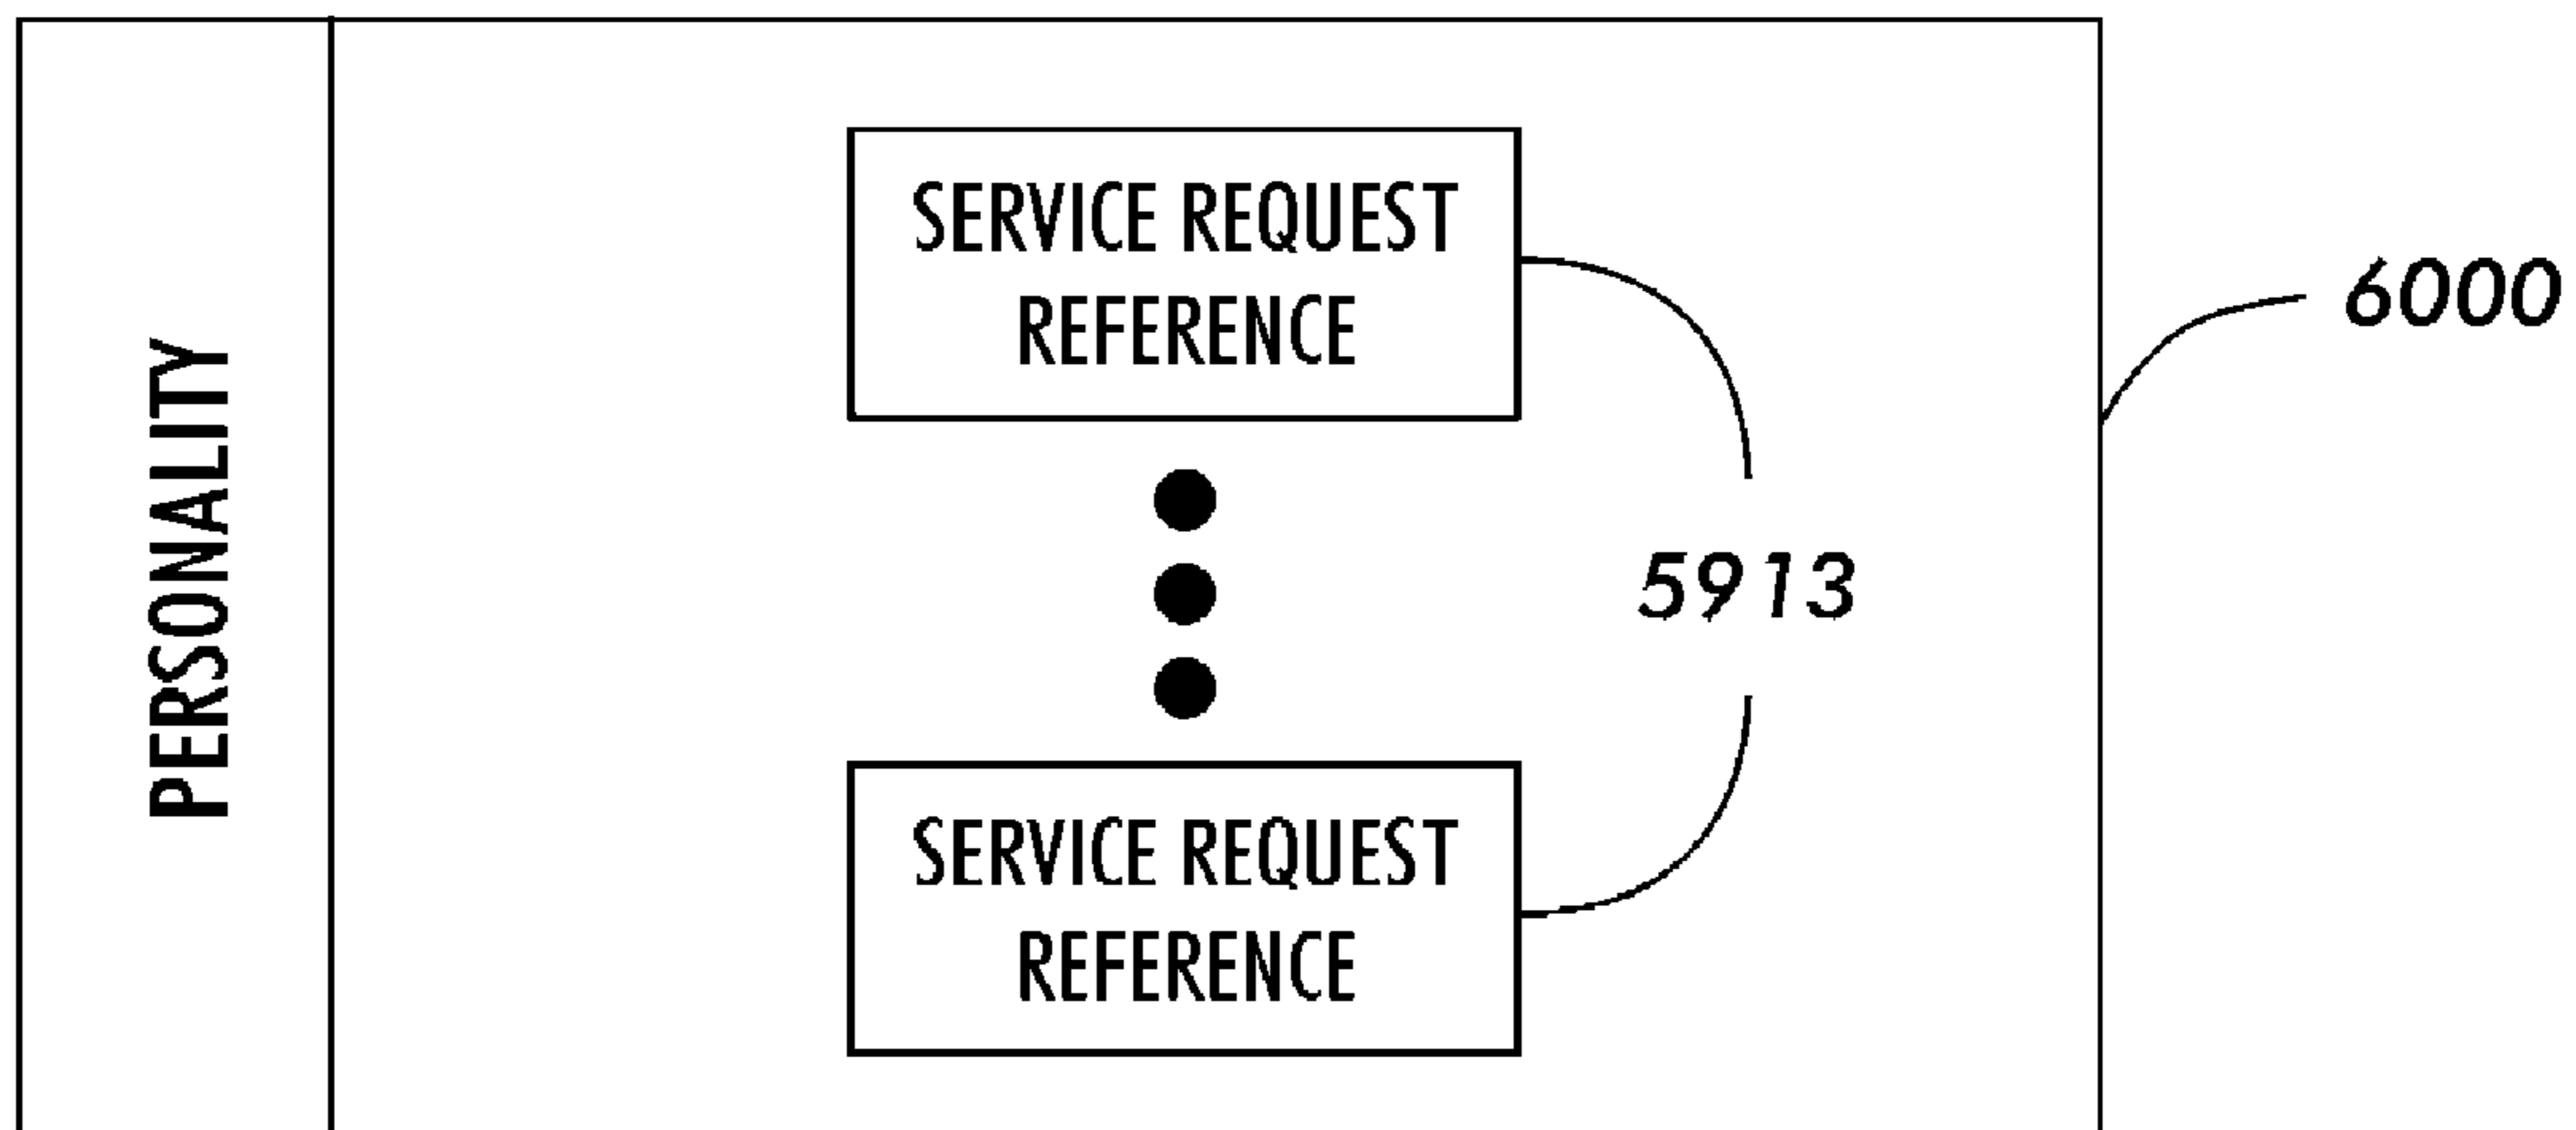 PERSONALITY
SERVICE REQUEST
REFERENCE
6000
5913
SERVICE REQUEST
REFERENCE